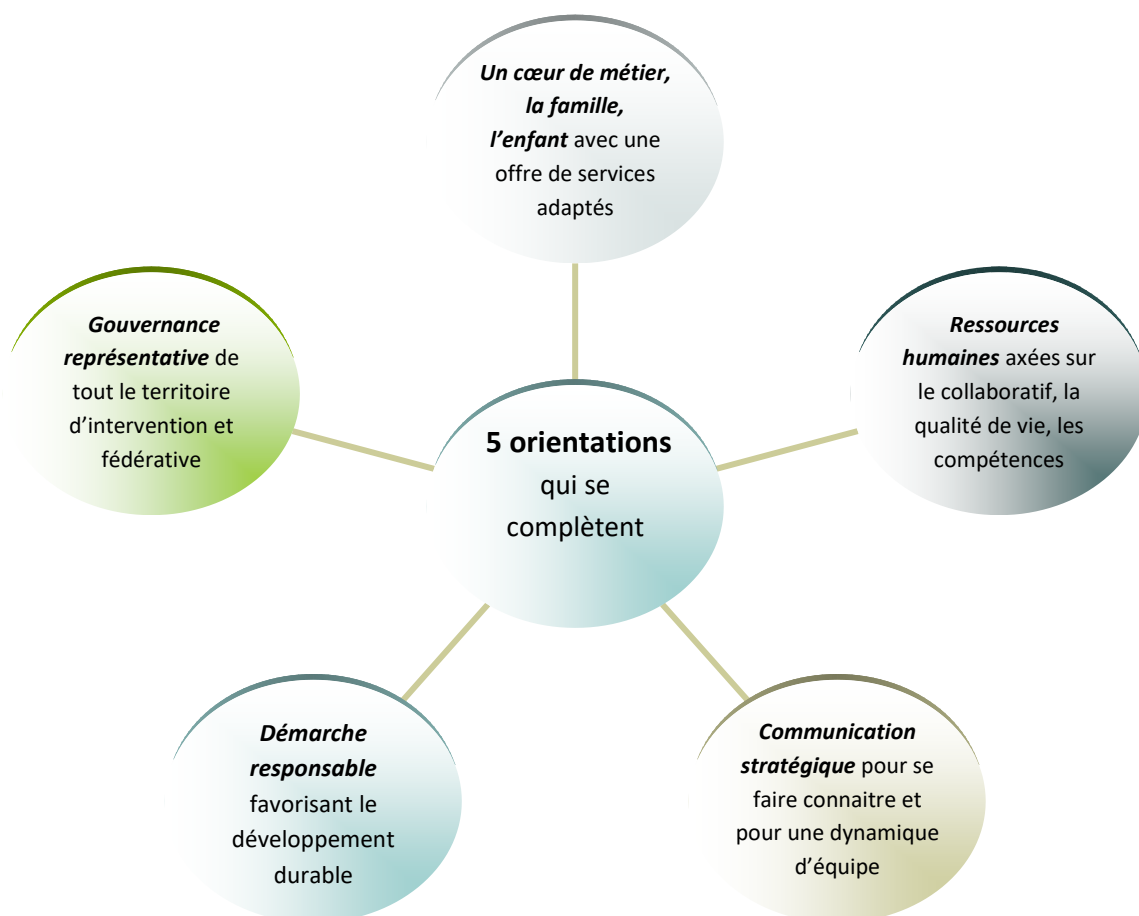 Un cœur de métier,
la famille,
l'enfant avec une
offre de services
adaptés
Gouvernance
représentative de
tout le territoire
d'intervention et
fédérative
Ressources
humaines axées sur
le collaboratif, la
qualité de vie, les
compétences
5 orientations
qui se
complètent
Démarche
responsable
favorisant le
développement
durable
Communication
stratégique pour se
faire connaitre et
pour une dynamique
d'équipe